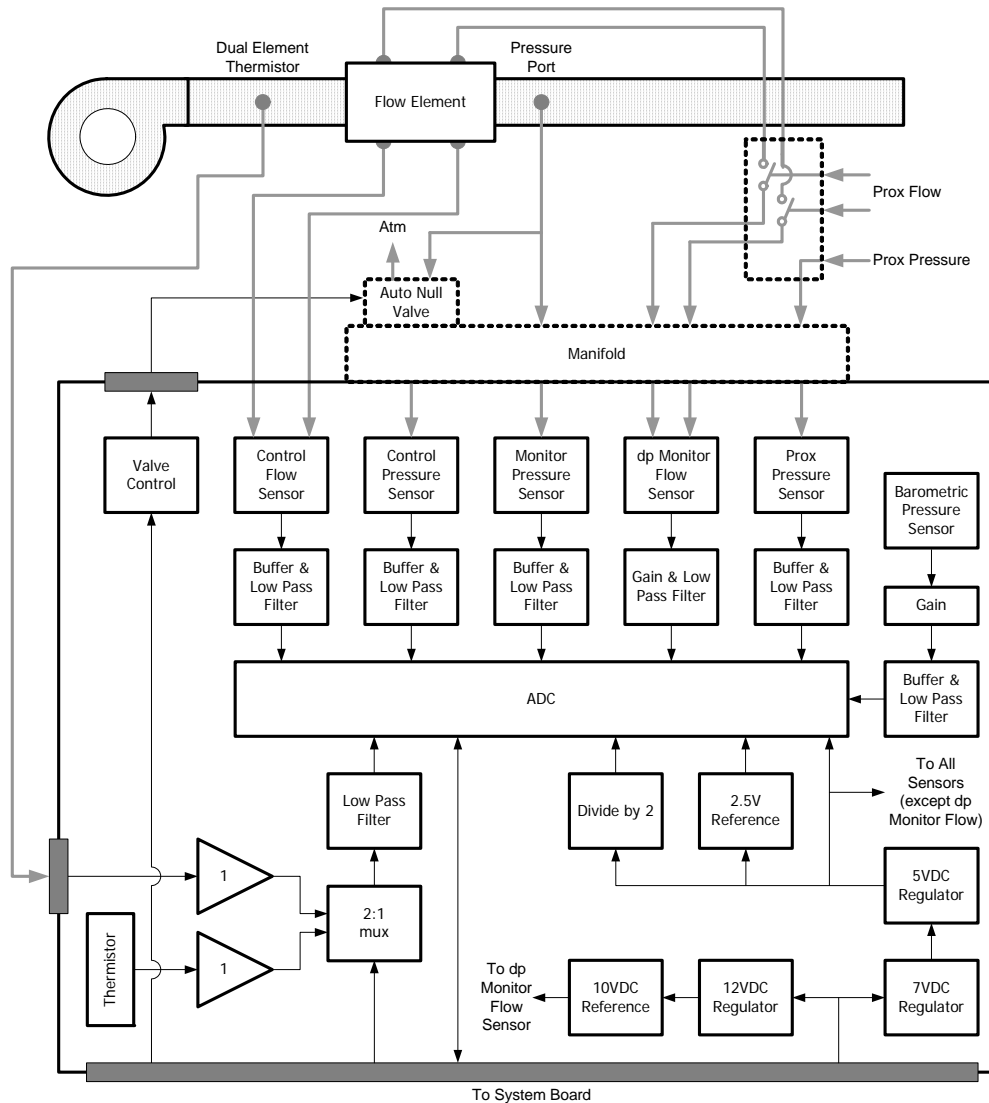 Dual Element
Thermistor
Pressure
Port
Flow Element
Prox Flow
Atm
Prox Pressure
Auto Null
Valve
Manifold
Valve
Control
Control
Flow
Sensor
Control
Pressure
Sensor
Monitor
Pressure
Sensor
dp Monitor
Flow
Sensor
Prox
Pressure
Sensor
Barometric
Pressure
Sensor
Buffer &
Low Pass
Filter
Buffer &
Low Pass
Filter
Buffer &
Low Pass
Filter
Gain & Low
Pass Filter
Buffer &
Low Pass
Filter
Gain
ADC
Buffer &
Low Pass
Filter
Low Pass
Filter
Divide by 2
2.5V
Reference
To All
Sensors
(except dp
Monitor Flow)
1
2:1
mux
5VDC
Regulator
Thermistor
1
To dp
Monitor
Flow
Sensor
10VDC
Reference
12VDC
Regulator
7VDC
Regulator
To System Board